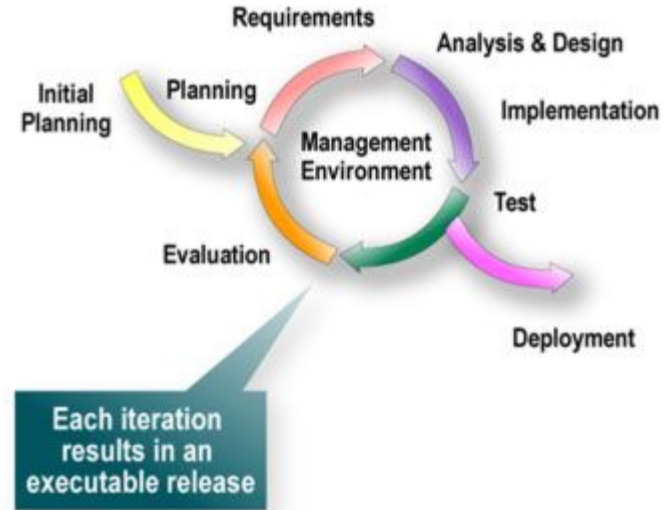 Requirements
Analysis & Design
Planning
Initial
Planning
Implementation
Management
Environment
Test
Evaluation
Deployment
Each iteration
results in an
executable release